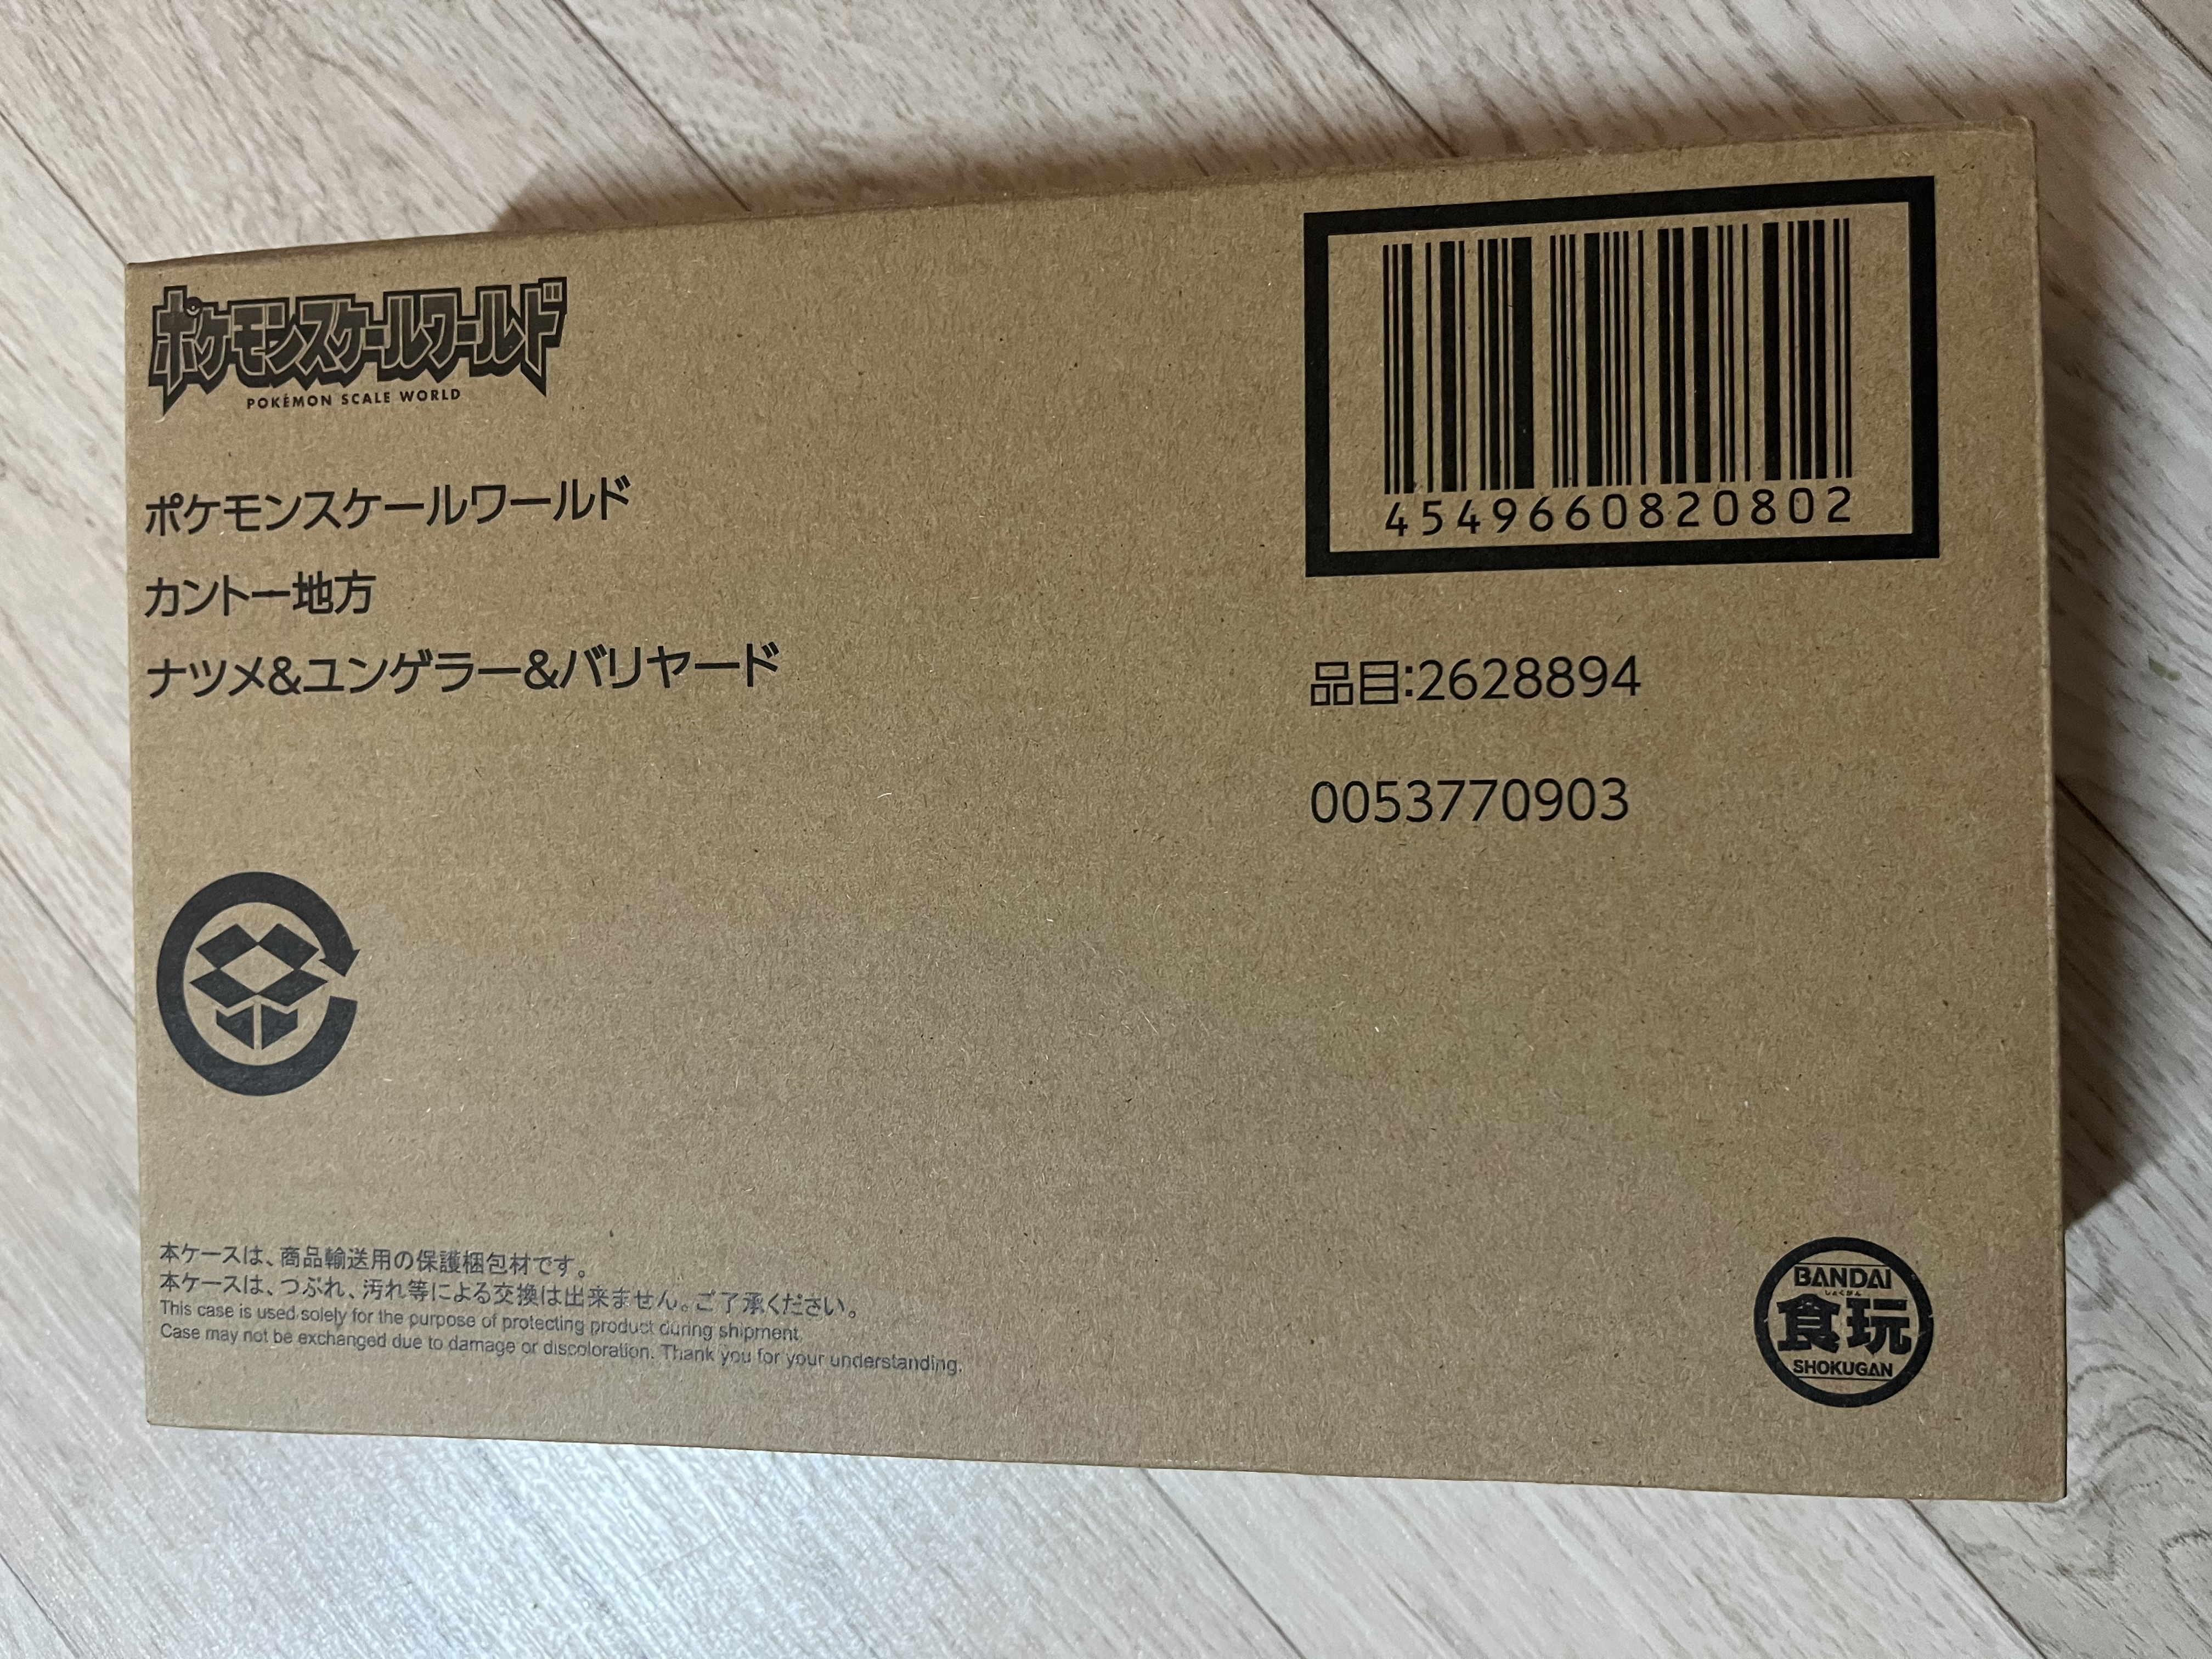 ポケモンスケールワールド
POKÉMON SCALE WORLD
ポケモンスケールワールド
カントー地方
ナツメ&ユンゲラー&バリヤード
4549660820802
品目:2628894
0053770903
本ケースは、商品輸送用の保護梱包材です。
本ケースは、つぶれ、汚れ等による交換は出来ません。ご了承ください。
This case is used solely for the purpose of protecting product during shipment.
Case may not be exchanged due to damage or discoloration. Thank you for your understanding.
BANDAI
しょくがん
食玩
SHOKUGAN